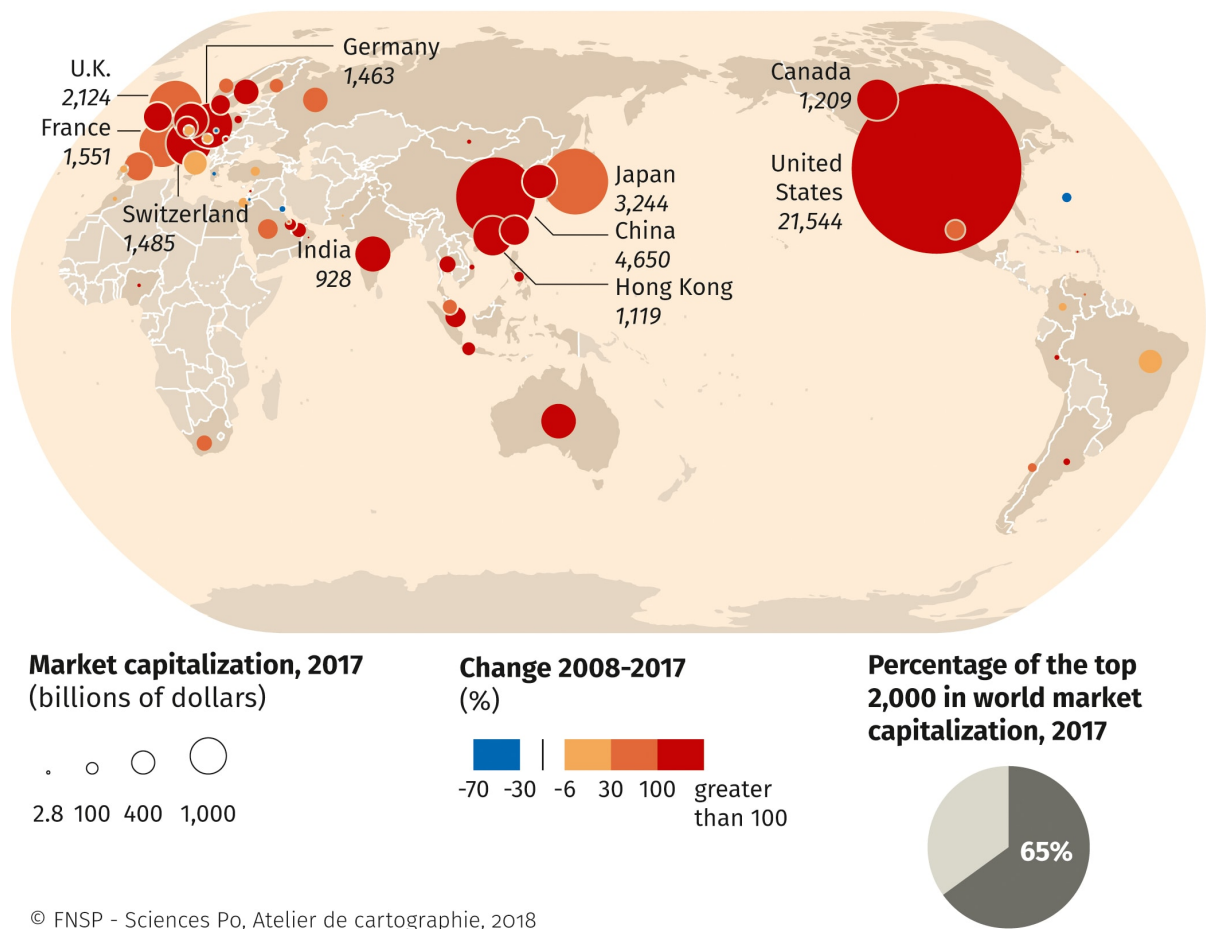 Germany
1,463
U.K.
2,124
France
1,551
Switzerland
1,485
India
928
Japan
3,244
China
4,650
Hong Kong
1,119
Canada
1,209
United
States
21,544
Market capitalization, 2017
(billions of dollars)
2.8 100 400 1,000
Change 2008-2017
(%)
-70 -30 -6 30 100 greater
than 100
Percentage of the top
2,000 in world market
capitalization, 2017
65%
© FNSP - Sciences Po, Atelier de cartographie, 2018